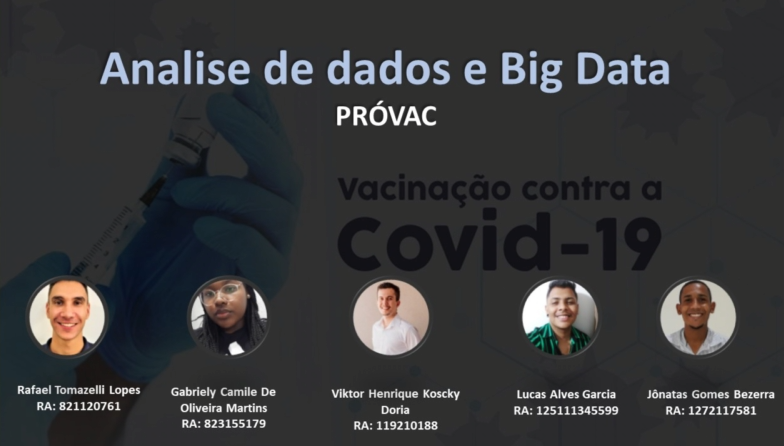 Analise de dados e Big Data
PRÓVAC
Vacinação contra a
Covid-19
Rafael Tomazelli Lopes
RA: 821120761
Gabriely Camile De
Oliveira Martins
RA: 823155179
Viktor Henrique Koscky
Doria
RA: 119210188
Lucas Alves Garcia
RA: 125111345599
Jônatas Gomes Bezerra
RA: 1272117581